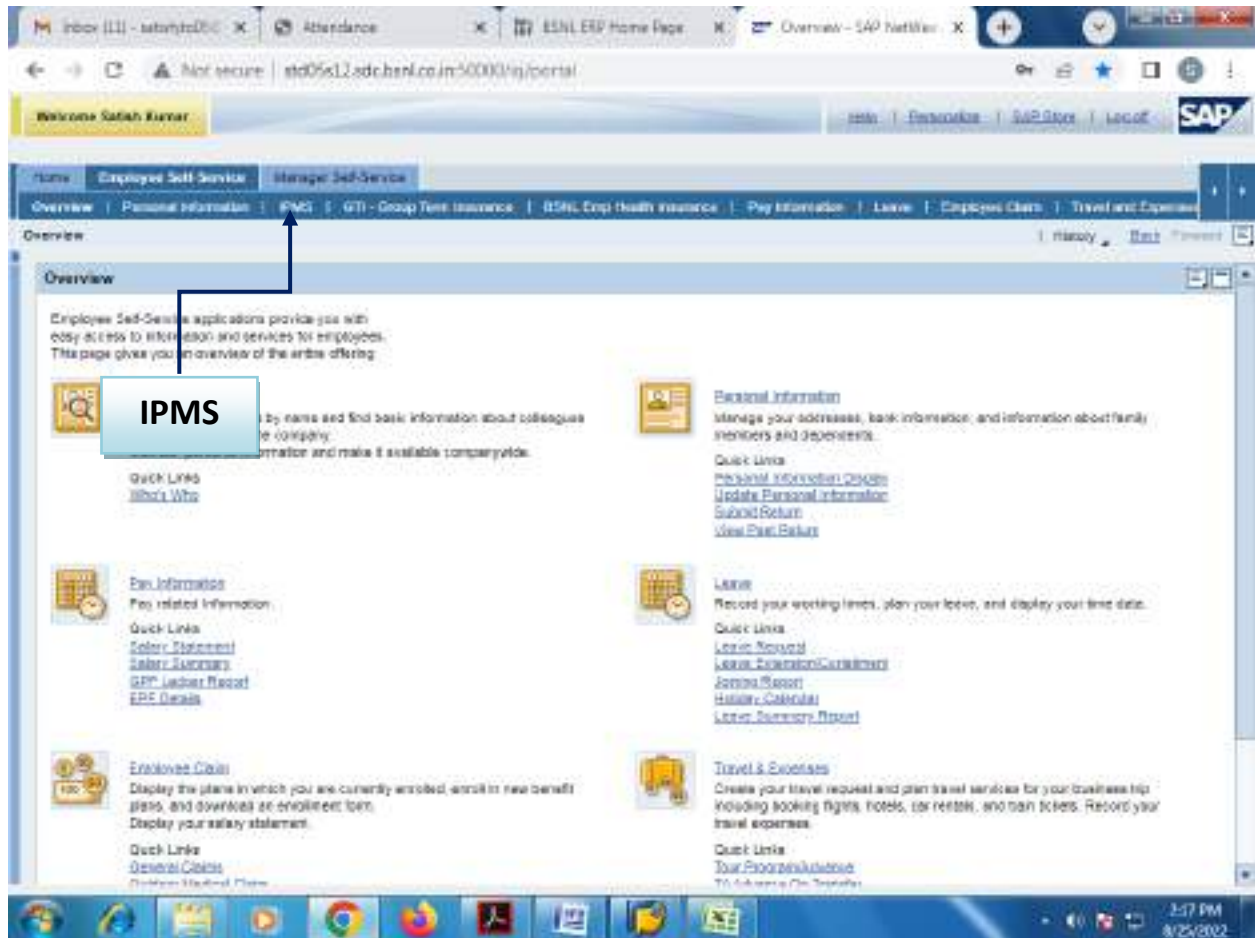 Inbox (11) - satishjto05@ Attendance BSNL ERP Home Page Overview - SAP NetWeav
Not secure | std05s12.sdc.bsnl.co.in:50000/irj/portal
Welcome Satish Kumar Help | Personalize | SAP Store | Log off SAP
Home Employee Self-Service Manager Self-Service
Overview | Personal Information | IPMS | GTI - Group Term Insurance | BSNL Emp Health Insurance | Pay Information | Leave | Employee Claim | Travel and Expenses
Overview | History Back Forward
Overview
Employee Self-Service applications provide you with
easy access to information and services for employees.
This page gives you an overview of the entire offering
IPMS
by name and find basic information about colleagues
company.
information and make it available companywide.
Quick Links
Who's Who
Personal Information
Manage your addresses, bank information, and information about family
members and dependents.
Quick Links
Personal Information Display
Update Personal Information
Submit Return
View Past Return
Pay Information
Pay related Information.
Quick Links
Salary Statement
Salary Summary
GPF Ledger Report
EPF Details
Leave
Record your working times, plan your leave, and display your time data.
Quick Links
Leave Request
Leave Extension/Curtailment
Joining Report
Holiday Calendar
Leave Summary Report
Employee Claim
Display the plans in which you are currently enrolled, enroll in new benefit
plans, and download an enrollment form.
Display your salary statement.
Quick Links
General Claims
Outdoor Medical Claim
Travel & Expenses
Create your travel request and plan travel services for your business trip
including booking flights, hotels, car rentals, and train tickets. Record your
travel expenses.
Quick Links
Tour Program/Advance
TA Advance On Transfer
2:17 PM
8/25/2022